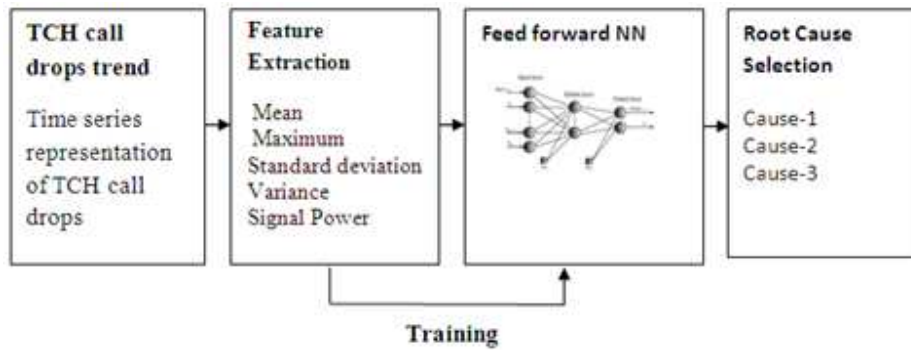 TCH call
drops trend
Time series
representation
of TCH call
drops
Feature
Extraction
Mean
Maximum
Standard deviation
Variance
Signal Power
Feed forward NN
Root Cause
Selection
Cause-1
Cause-2
Cause-3
Training